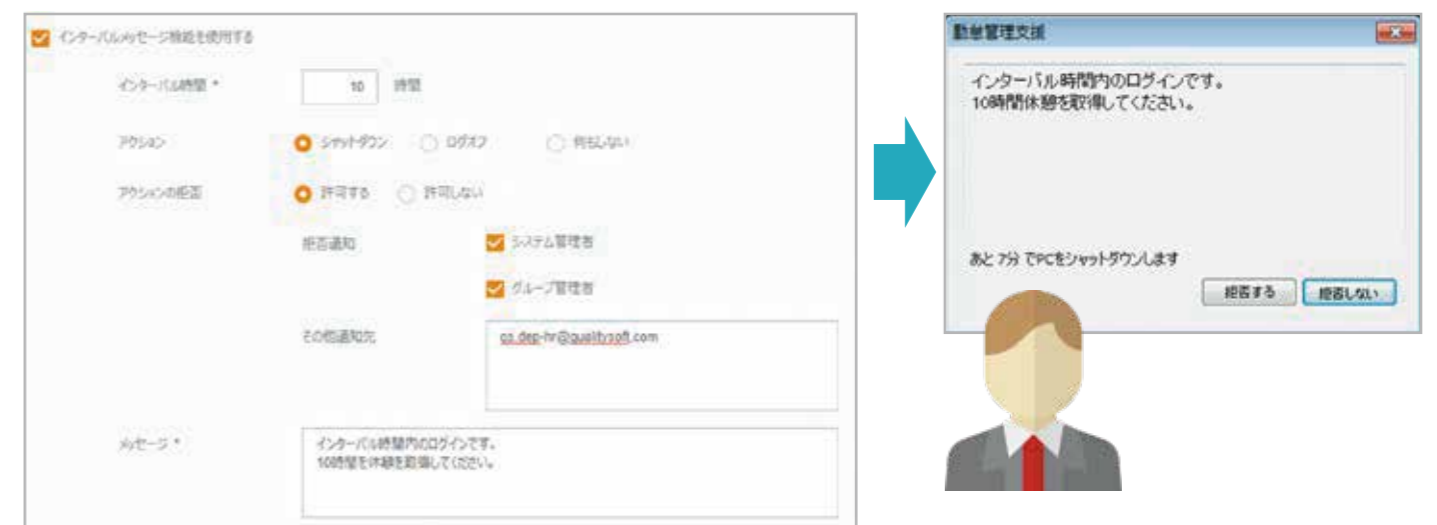 インターバルメッセージ機能を使用する
インターバル時間 * 10 時間
アクション シャットダウン ログオフ 何もしない
アクションの拒否 許可する 許可しない
拒否通知 システム管理者
グループ管理者
その他通知先 qs.dep-hr@qualitysoft.com
メッセージ * インターバル時間内のログインです。
10時間を休憩を取得してください。
勤怠管理支援
インターバル時間内のログインです。
10時間休憩を取得してください。
あと 7分 でPCをシャットダウンします
拒否する 拒否しない